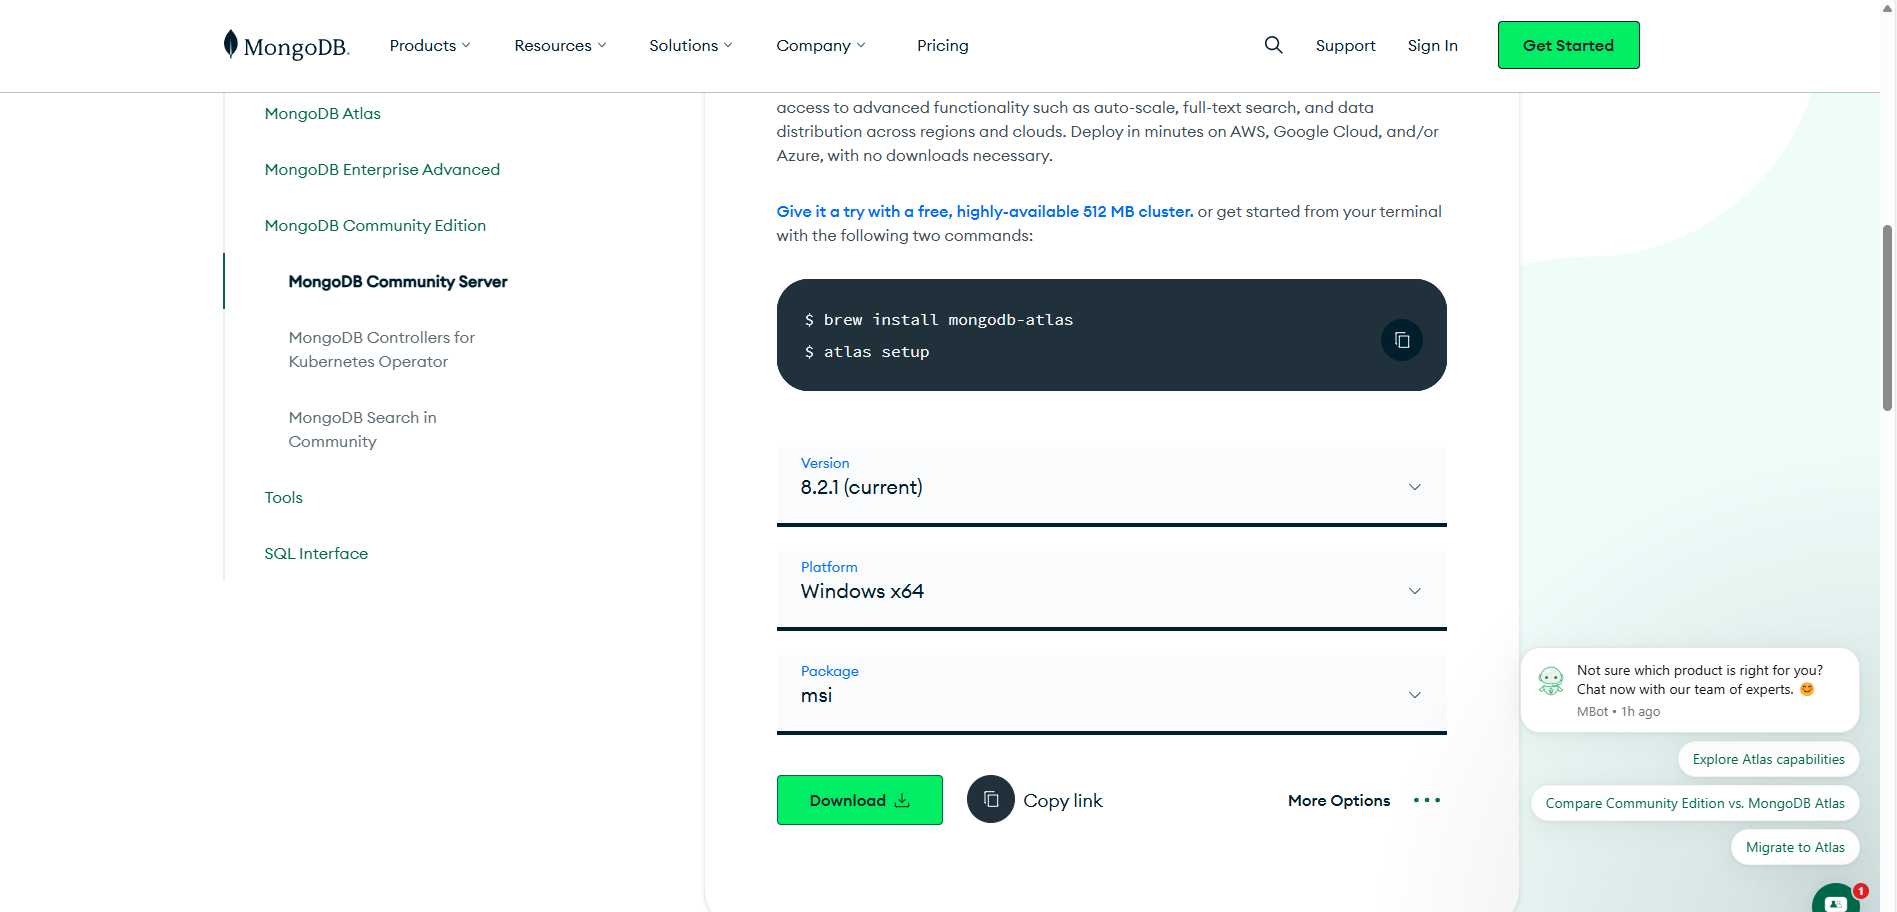 MongoDB.
Products
Resources
Solutions
Company
Pricing
Support
Sign In
Get Started
MongoDB Atlas
MongoDB Enterprise Advanced
MongoDB Community Edition
MongoDB Community Server
MongoDB Controllers for
Kubernetes Operator
MongoDB Search in
Community
Tools
SQL Interface
access to advanced functionality such as auto-scale, full-text search, and data
distribution across regions and clouds. Deploy in minutes on AWS, Google Cloud, and/or
Azure, with no downloads necessary.
Give it a try with a free, highly-available 512 MB cluster. or get started from your terminal
with the following two commands:
$ brew install mongodb-atlas
$ atlas setup
Version
8.2.1 (current)
Platform
Windows x64
Package
msi
Download
Copy link
More Options
Not sure which product is right for you?
Chat now with our team of experts. 😊
MBot • 1h ago
Explore Atlas capabilities
Compare Community Edition vs. MongoDB Atlas
Migrate to Atlas
1